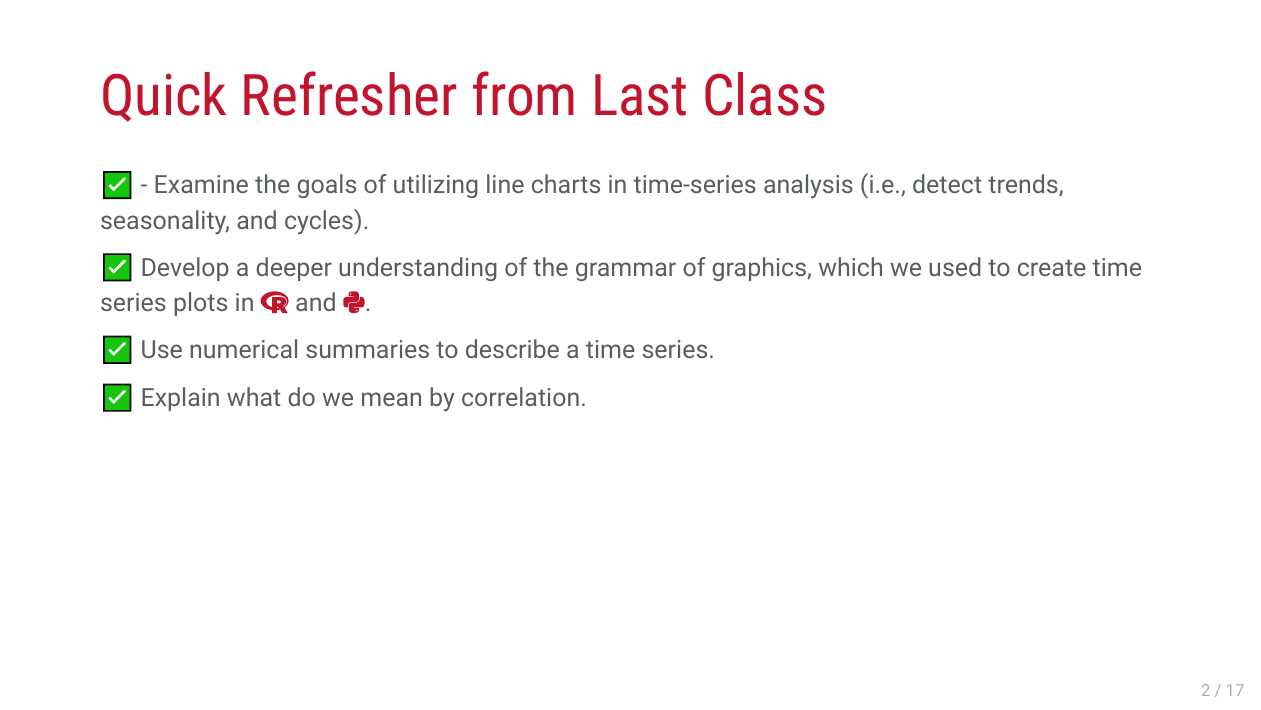 Quick Refresher from Last Class
✅ - Examine the goals of utilizing line charts in time-series analysis (i.e., detect trends,
seasonality, and cycles).
✅ Develop a deeper understanding of the grammar of graphics, which we used to create time
series plots in R and .
✅ Use numerical summaries to describe a time series.
✅ Explain what do we mean by correlation.
2 / 17